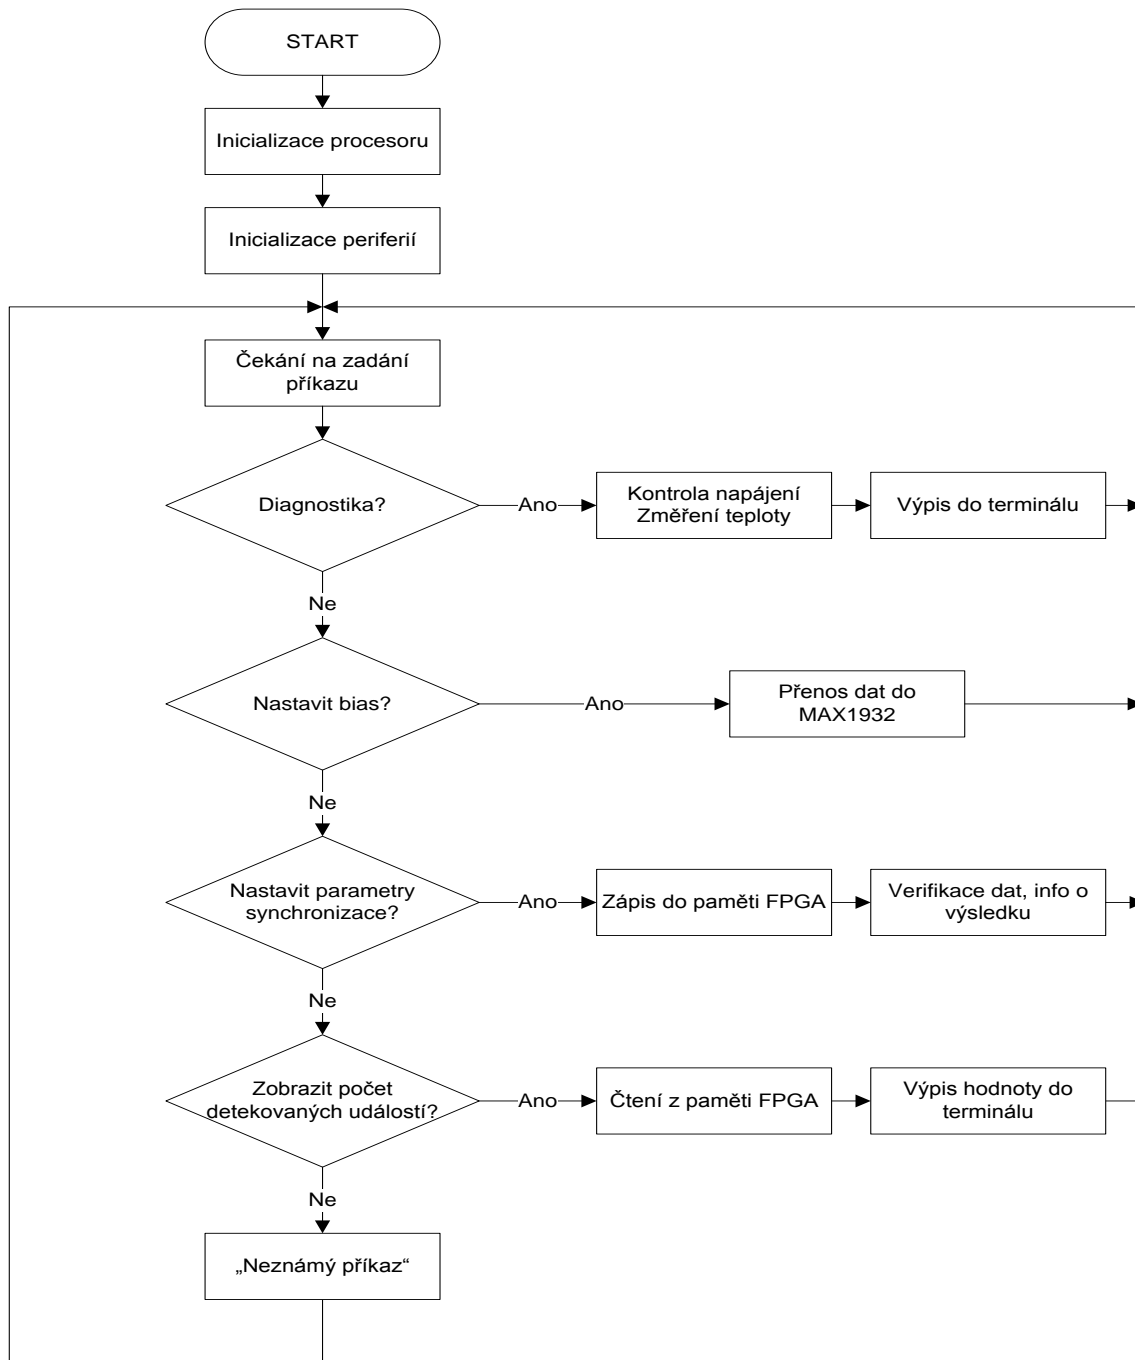 START
Inicializace procesoru
Inicializace periferií
Čekání na zadání
příkazu
Diagnostika?
Ano
Kontrola napájení
Změření teploty
Výpis do terminálu
Ne
Nastavit bias?
Ano
Přenos dat do
MAX1932
Ne
Nastavit parametry
synchronizace?
Ano
Zápis do paměti FPGA
Verifikace dat, info o
výsledku
Ne
Zobrazit počet
detekovaných událostí?
Ano
Čtení z paměti FPGA
Výpis hodnoty do
terminálu
Ne
„Neznámý příkaz“